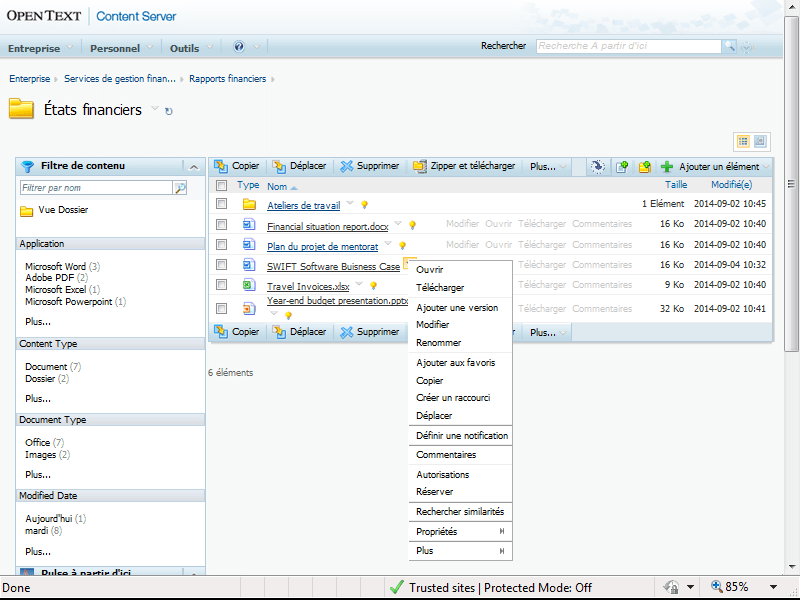 OPEN TEXT | Content Server
Entreprise Personnel Outils
Rechercher Recherche A partir d'ici
Entreprise Services de gestion finan... Rapports financiers
États financiers
Filtre de contenu
Filtrer par nom
Vue Dossier
Application
Microsoft Word (3)
Adobe PDF (2)
Microsoft Excel (1)
Microsoft Powerpoint (1)
Plus...
Content Type
Document (7)
Dossier (2)
Plus...
Document Type
Office (7)
Images (2)
Plus...
Modified Date
Aujourd'hui (1)
mardi (8)
Plus...
Pulse à partir d'ici
Copier Déplacer Supprimer Zipper et télécharger Plus... Ajouter un élément
Type Nom Taille Modifié(e)
Ateliers de travail 1 Elément 2014-09-02 10:45
Financial situation report.docx Modifier Ouvrir Télécharger Commentaires 16 Ko 2014-09-02 10:40
Plan du projet de mentorat Modifier Ouvrir Télécharger Commentaires 16 Ko 2014-09-02 10:40
SWIFT Software Buisness Case 16 Ko 2014-09-04 10:32
Travel Invoices.xlsx Télécharger Commentaires 9 Ko 2014-09-02 10:40
Year-end budget presentation.pptx Télécharger Commentaires 32 Ko 2014-09-02 10:41
Copier Déplacer Supprimer Plus...
6 éléments
Ouvrir
Télécharger
Ajouter une version
Modifier
Renommer
Ajouter aux favoris
Copier
Créer un raccourci
Déplacer
Définir une notification
Commentaires
Autorisations
Réserver
Rechercher similarités
Propriétés
Plus
Done Trusted sites | Protected Mode: Off 85%